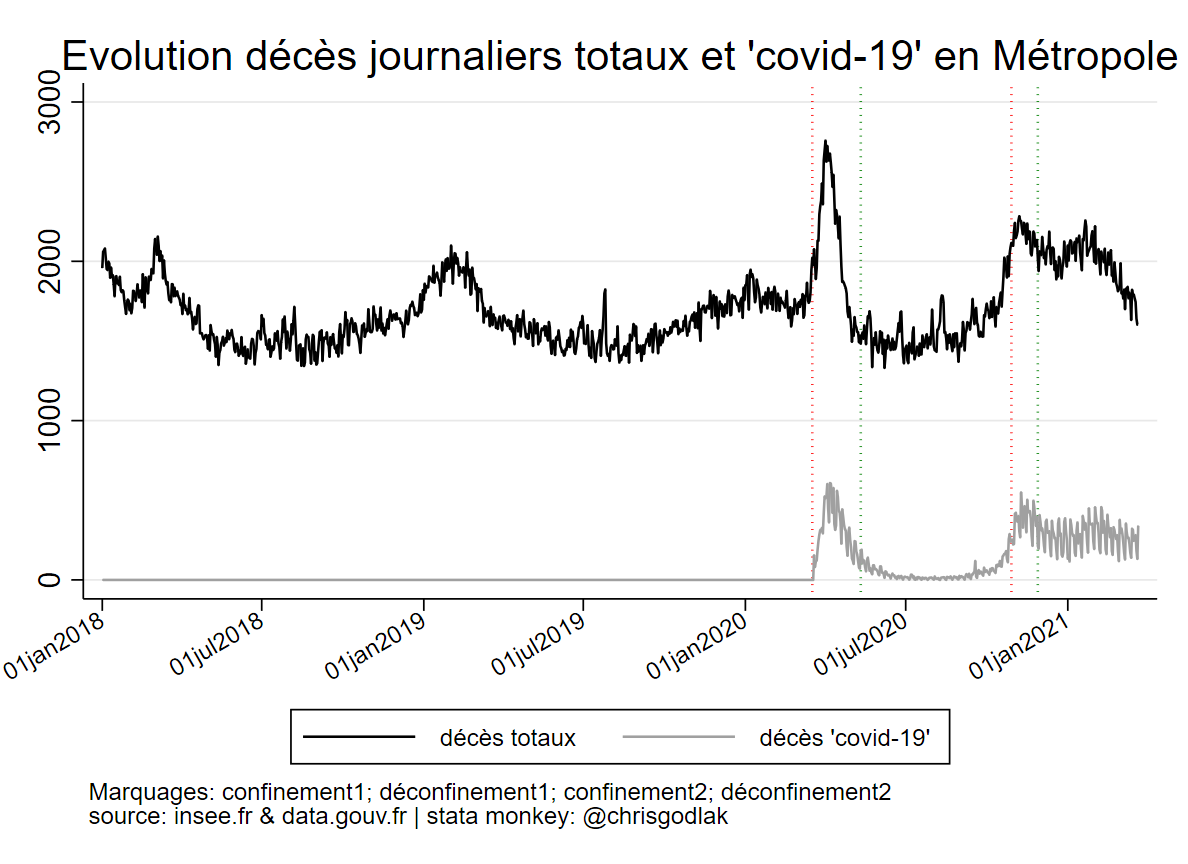 Evolution décès journaliers totaux et 'covid-19' en Métropole
3000
2000
1000
0
01jan2018
01jul2018
01jan2019
01jul2019
01jan2020
01jul2020
01jan2021
décès totaux
décès 'covid-19'
Marquages: confinement1; déconfinement1; confinement2; déconfinement2
source: insee.fr & data.gouv.fr | stata monkey: @chrisgodlak